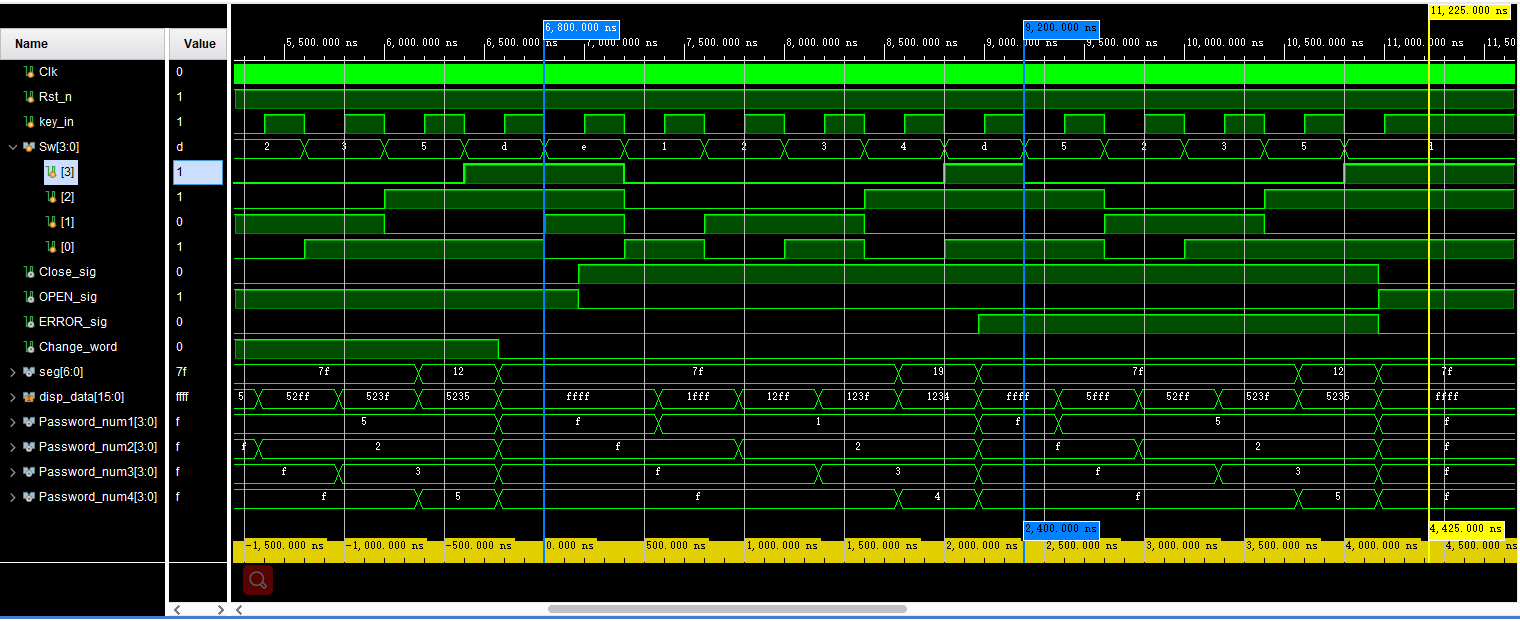 11,225.000 ns
6,800.000 ns 9,200.000 ns
Name Value 5,500.000 ns 6,000.000 ns 6,500.000 ns 7,000.000 ns 7,500.000 ns 8,000.000 ns 8,500.000 ns 9,000.000 ns 9,500.000 ns 10,000.000 ns 10,500.000 ns 11,000.000 ns 11,50
Clk 0
Rst_n 1
key_in 1
Sw[3:0] d 2 3 5 d e 1 2 3 4 d 5 2 3 5
[3] 1
[2] 1
[1] 0
[0] 1
Close_sig 0
OPEN_sig 1
ERROR_sig 0
Change_word 0
seg[6:0] 7f 7f 12 7f 19 7f 12 7f
disp_data[15:0] ffff 5 52ff 523f 5235 ffff 1fff 12ff 123f 1234 ffff 5fff 52ff 523f 5235 ffff
Password_num1[3:0] f 5 f 1 f 5 f
Password_num2[3:0] f f 2 f 2 f 2 f
Password_num3[3:0] f f 3 f 3 f 3 f
Password_num4[3:0] f f 5 f 4 f 5 f
2,400.000 ns 4,425.000 ns
-1,500.000 ns -1,000.000 ns -500.000 ns 0.000 ns 500.000 ns 1,000.000 ns 1,500.000 ns 2,000.000 ns 2,500.000 ns 3,000.000 ns 3,500.000 ns 4,000.000 ns 4,500.000 ns